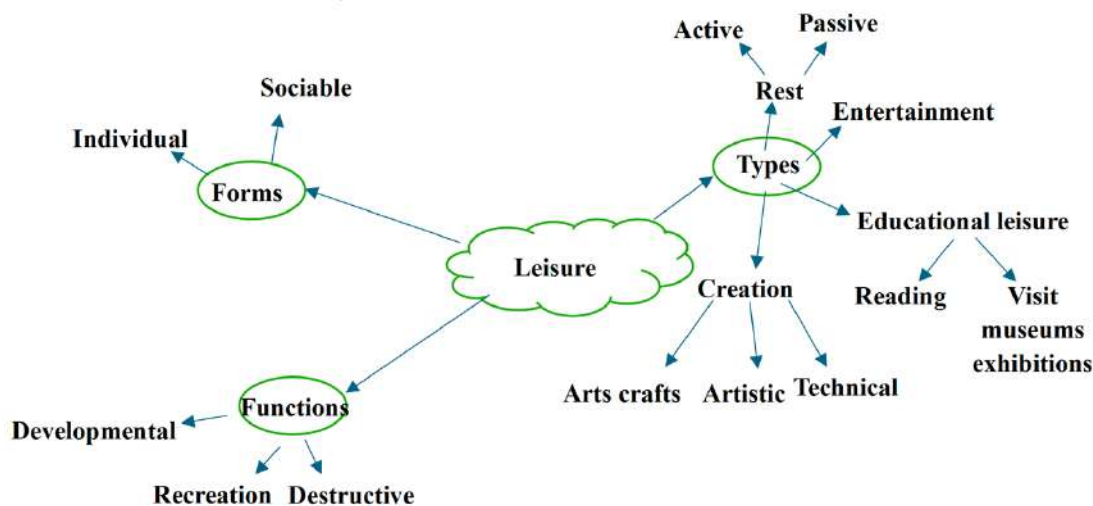 Active
Passive
Rest
Sociable
Entertainment
Individual
Types
Forms
Educational leisure
Leisure
Creation
Reading
Visit
museums
exhibitions
Arts crafts
Artistic
Technical
Functions
Developmental
Recreation
Destructive